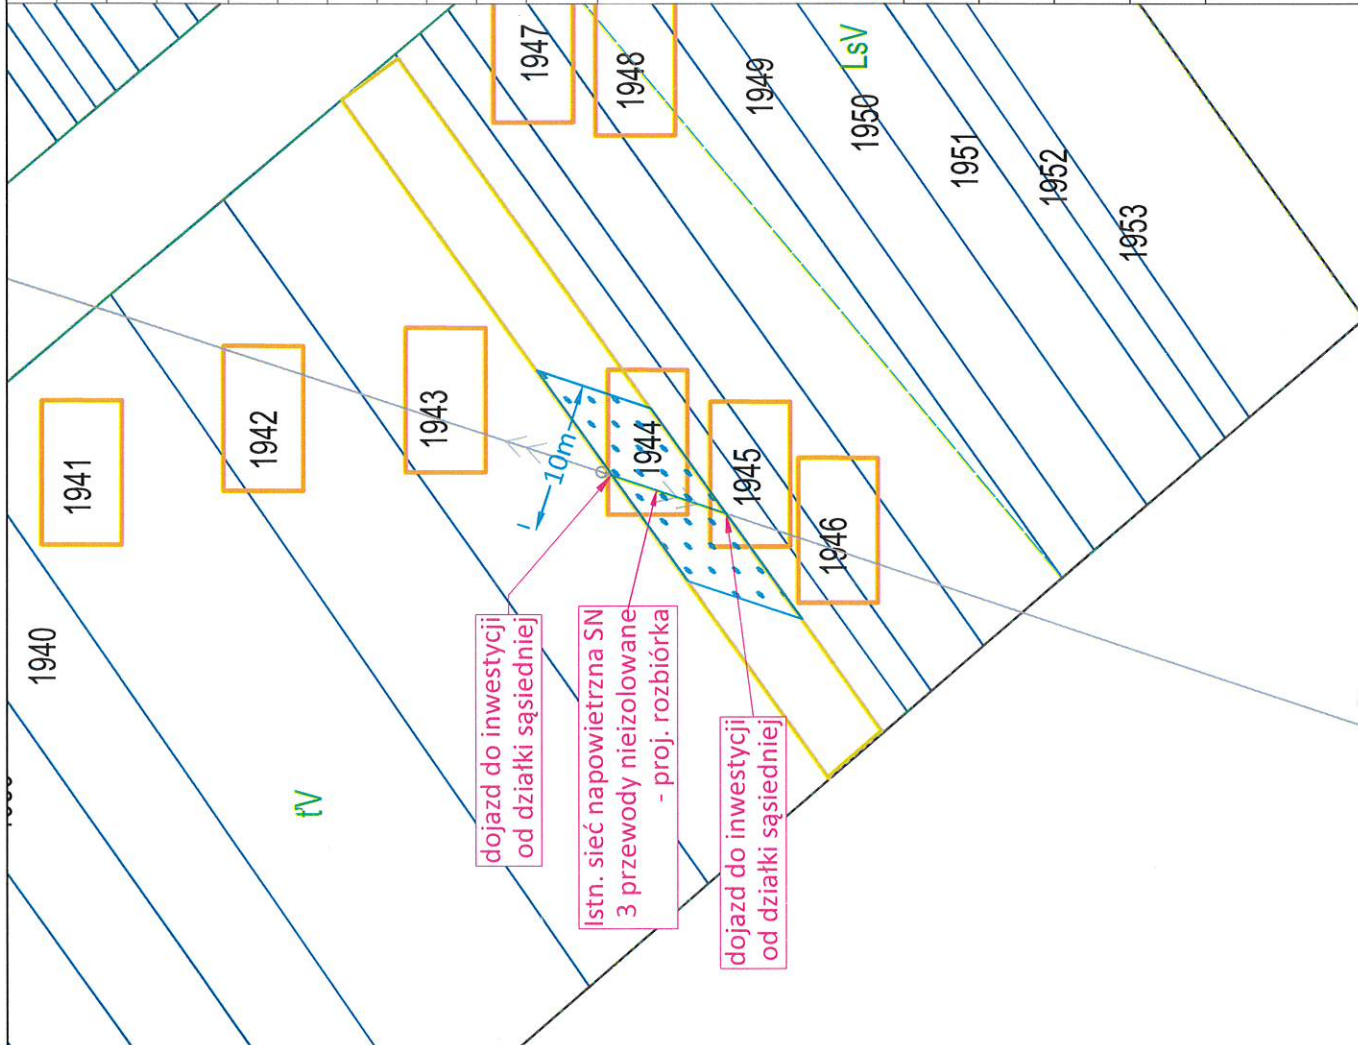 1940
1941
1942
1943
1944
1945
1946
1947
1948
1949
1950
1951
1952
1953
LsV
10m
dojazd do inwestycji
od działki sąsiedniej
Istn. sieć napowietrzna SN
3 przewody nieizolowane
- proj. rozbiórka
dojazd do inwestycji
od działki sąsiedniej